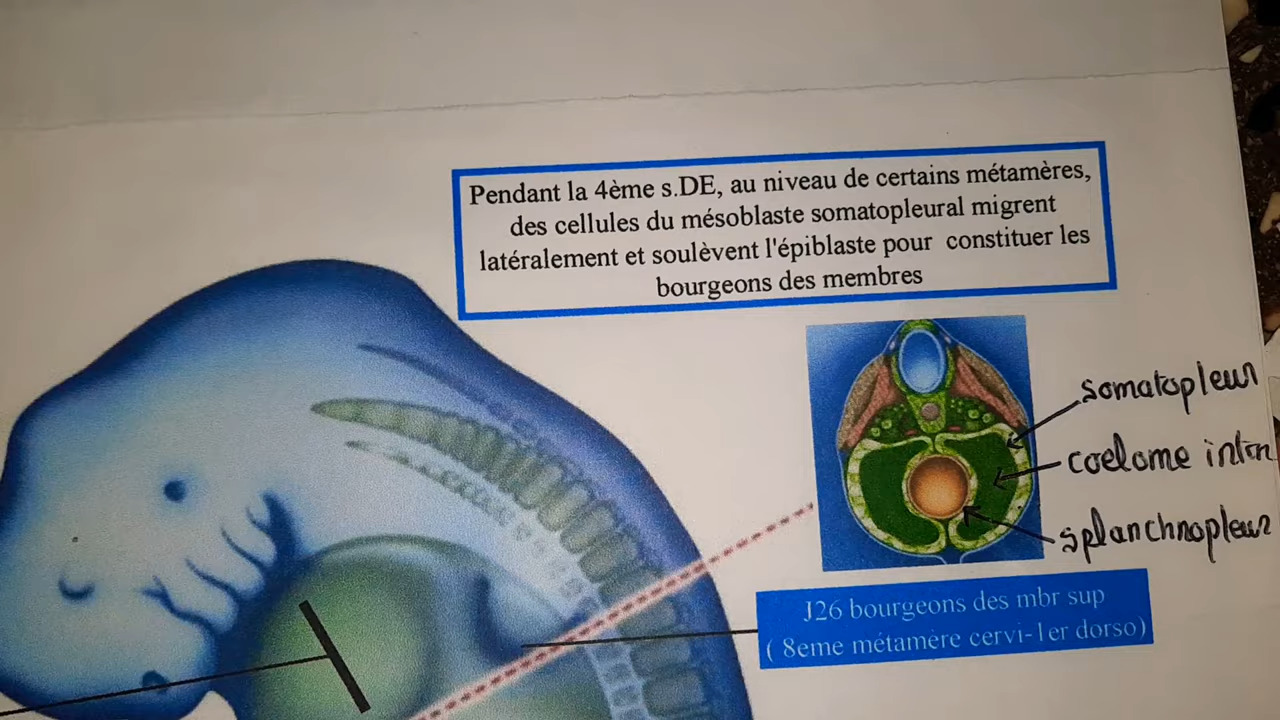 Pendant la 4ème s.DE, au niveau de certains métamères,
des cellules du mésoblaste somatopleural migrent
latéralement et soulèvent l'épiblaste pour constituer les
bourgeons des membres
somatopleur
coelome
splanchnopleur
J26 bourgeons des mbr sup
( 8eme métamère cervi-1er dorso)